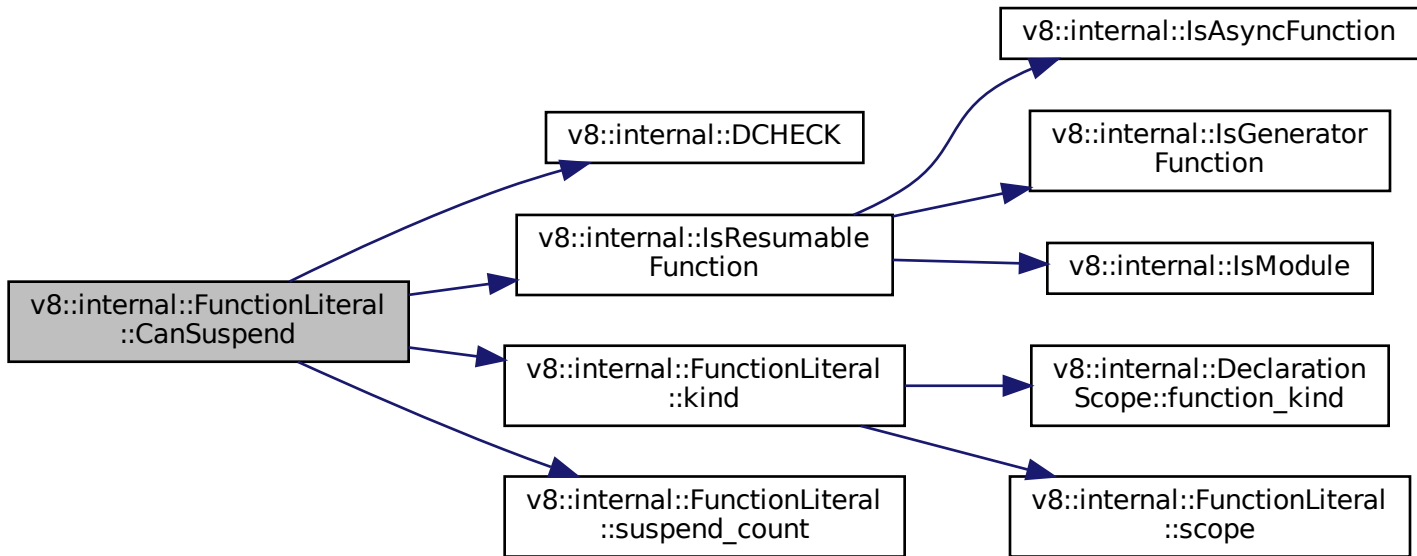 v8::internal::FunctionLiteral
::CanSuspend
v8::internal::DCHECK
v8::internal::IsResumable
Function
v8::internal::FunctionLiteral
::kind
v8::internal::FunctionLiteral
::suspend_count
v8::internal::IsAsyncFunction
v8::internal::IsGenerator
Function
v8::internal::IsModule
v8::internal::Declaration
Scope::function_kind
v8::internal::FunctionLiteral
::scope